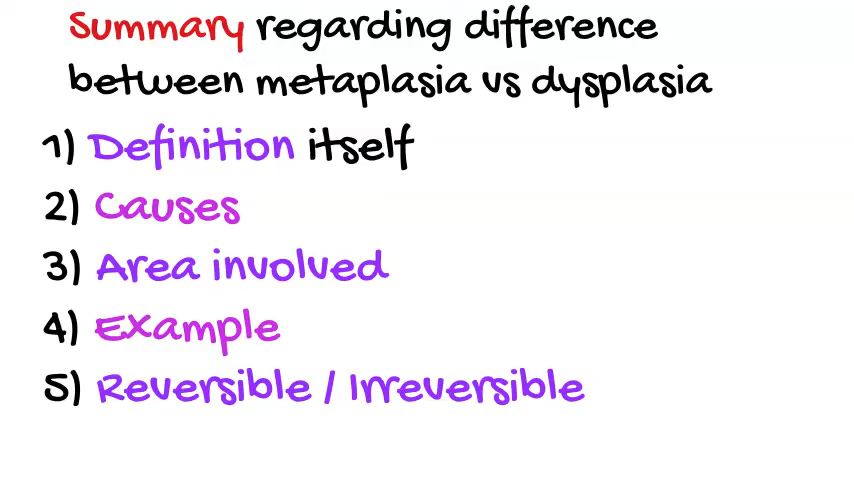 Summary regarding difference
between metaplasia vs dysplasia
1) Definition itself
2) Causes
3) Area involved
4) Example
5) Reversible / Irreversible